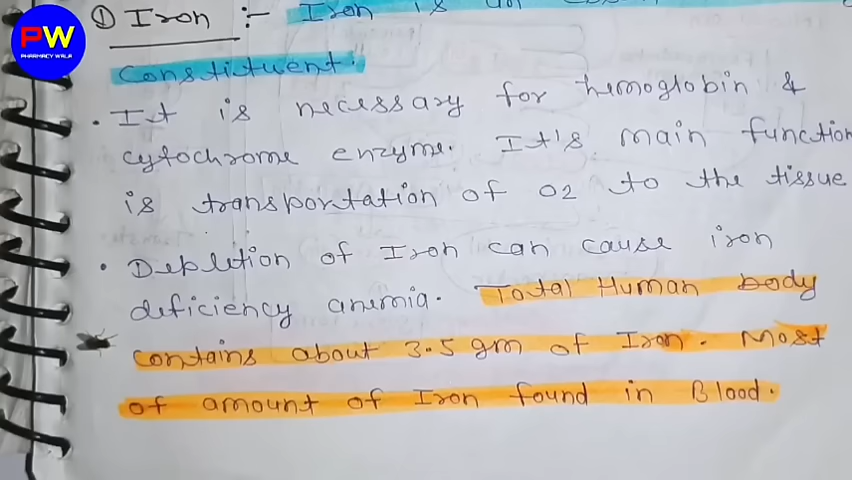 PW
PHARMACY WALA
① Iron :- Iron is an
constituent.
• It is necessary for hemoglobin &
cytochrome enzyme. It's main function
is transportation of O2 to the tissue
• Depletion of Iron can cause iron
deficiency anemia. Total Human body
contains about 3.5 gm of Iron. Most
of amount of Iron found in Blood.